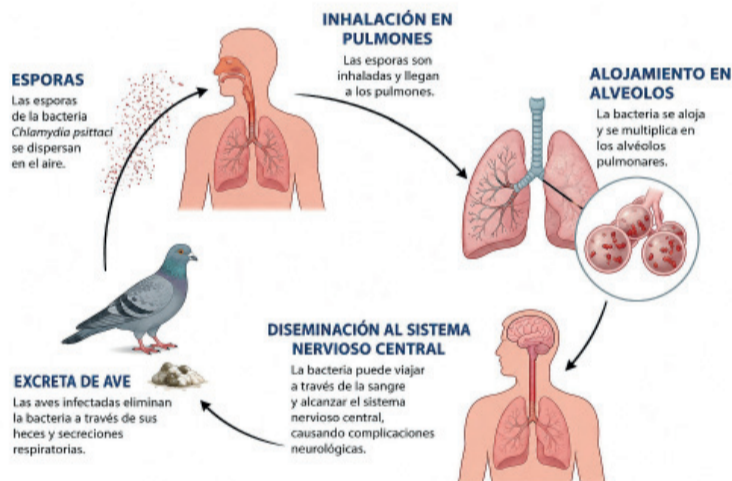 INHALACIÓN EN
PULMONES
Las esporas son
inhaladas y llegan
a los pulmones.
ESPORAS
Las esporas
de la bacteria
Chlamydia psittaci
se dispersan
en el aire.
ALOJAMIENTO EN
ALVEOLOS
La bacteria se aloja
y se multiplica en
los alvéolos
pulmonares.
DISEMINACIÓN AL SISTEMA
NERVIOSO CENTRAL
La bacteria puede viajar
a través de la sangre
y alcanzar el sistema
nervioso central,
causando complicaciones
neurológicas.
EXCRETA DE AVE
Las aves infectadas eliminan
la bacteria a través de sus
heces y secreciones
respiratorias.